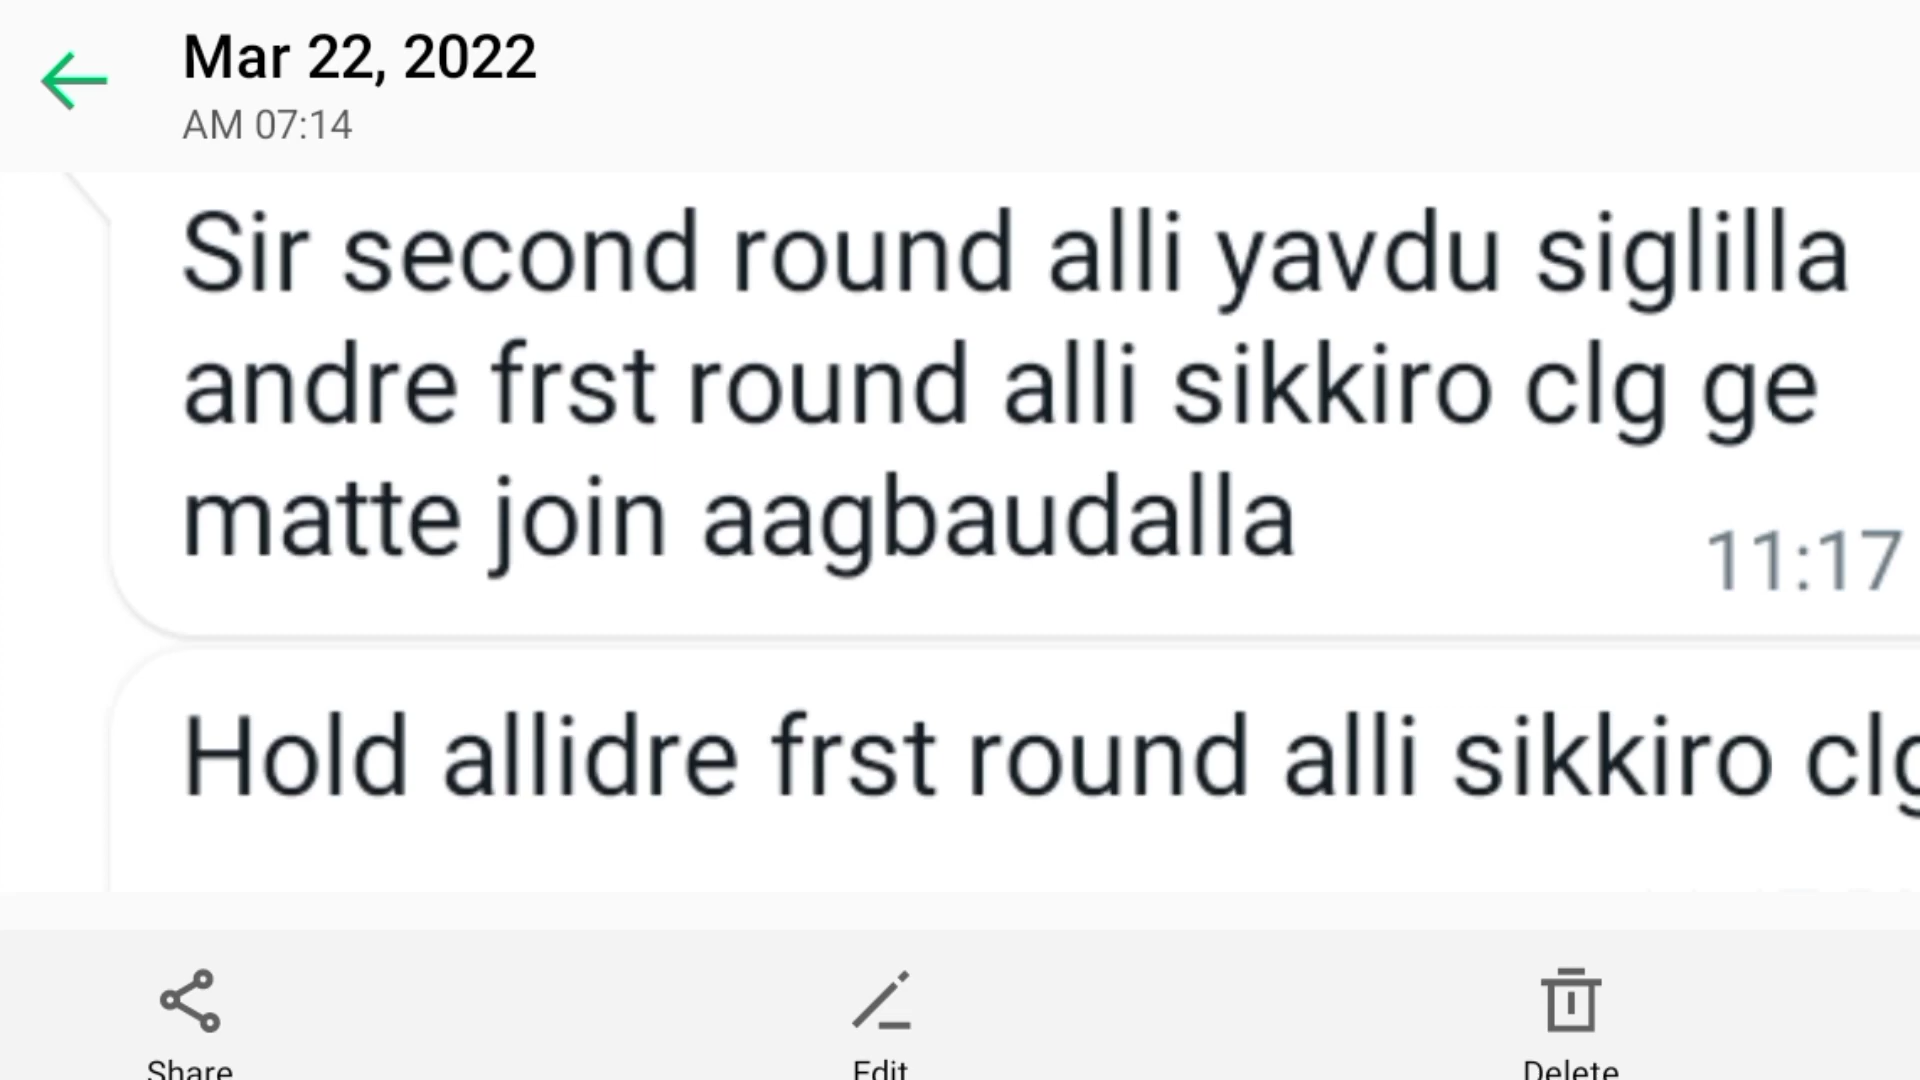 Mar 22, 2022
AM 07:14
Sir second round alli yavdu siglilla
andre frst round alli sikkiro clg ge
matte join aagbaudalla
11:17
Hold allidre frst round alli sikkiro clg
Share
Edit
Delete